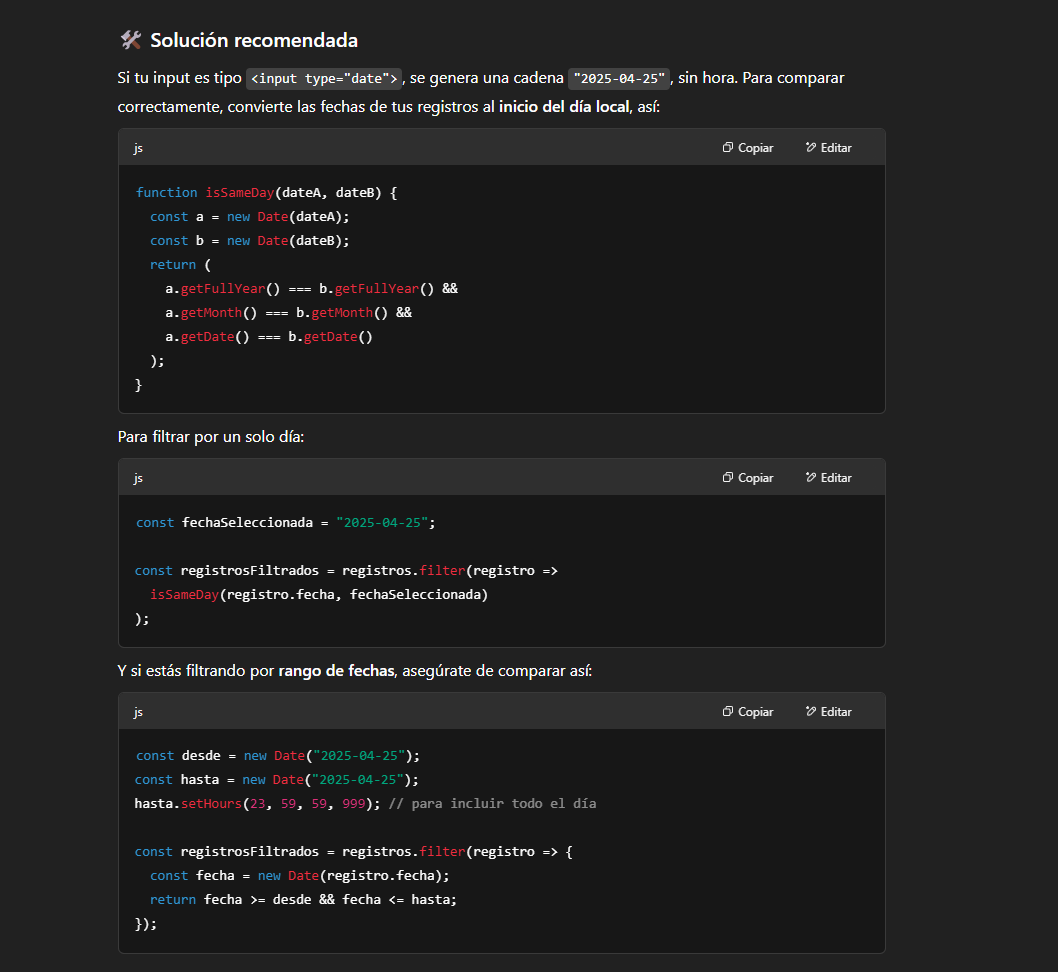 🛠 Solución recomendada
Si tu input es tipo <input type="date">, se genera una cadena "2025-04-25", sin hora. Para comparar
correctamente, convierte las fechas de tus registros al inicio del día local, así:
js Copiar Editar
function isSameDay(dateA, dateB) {
  const a = new Date(dateA);
  const b = new Date(dateB);
  return (
    a.getFullYear() === b.getFullYear() &&
    a.getMonth() === b.getMonth() &&
    a.getDate() === b.getDate()
  );
}
Para filtrar por un solo día:
js Copiar Editar
const fechaSeleccionada = "2025-04-25";
const registrosFiltrados = registros.filter(registro =>
  isSameDay(registro.fecha, fechaSeleccionada)
);
Y si estás filtrando por rango de fechas, asegúrate de comparar así:
js Copiar Editar
const desde = new Date("2025-04-25");
const hasta = new Date("2025-04-25");
hasta.setHours(23, 59, 59, 999); // para incluir todo el día
const registrosFiltrados = registros.filter(registro => {
  const fecha = new Date(registro.fecha);
  return fecha >= desde && fecha <= hasta;
});